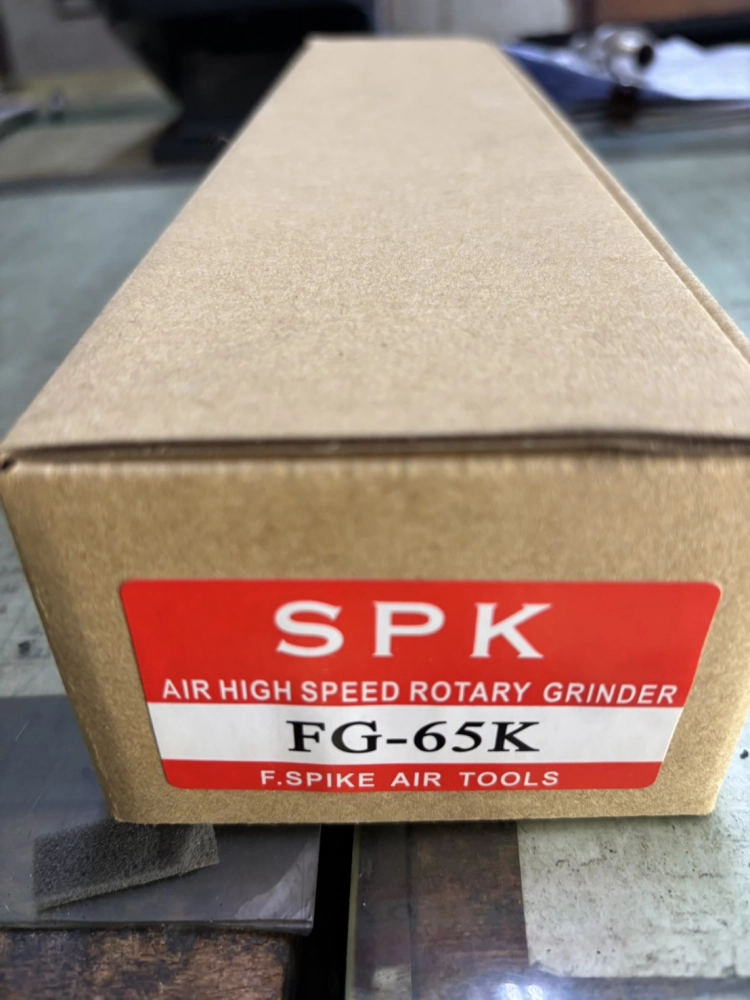 SPK
AIR HIGH SPEED ROTARY GRINDER
FG-65K
F.SPIKE AIR TOOLS